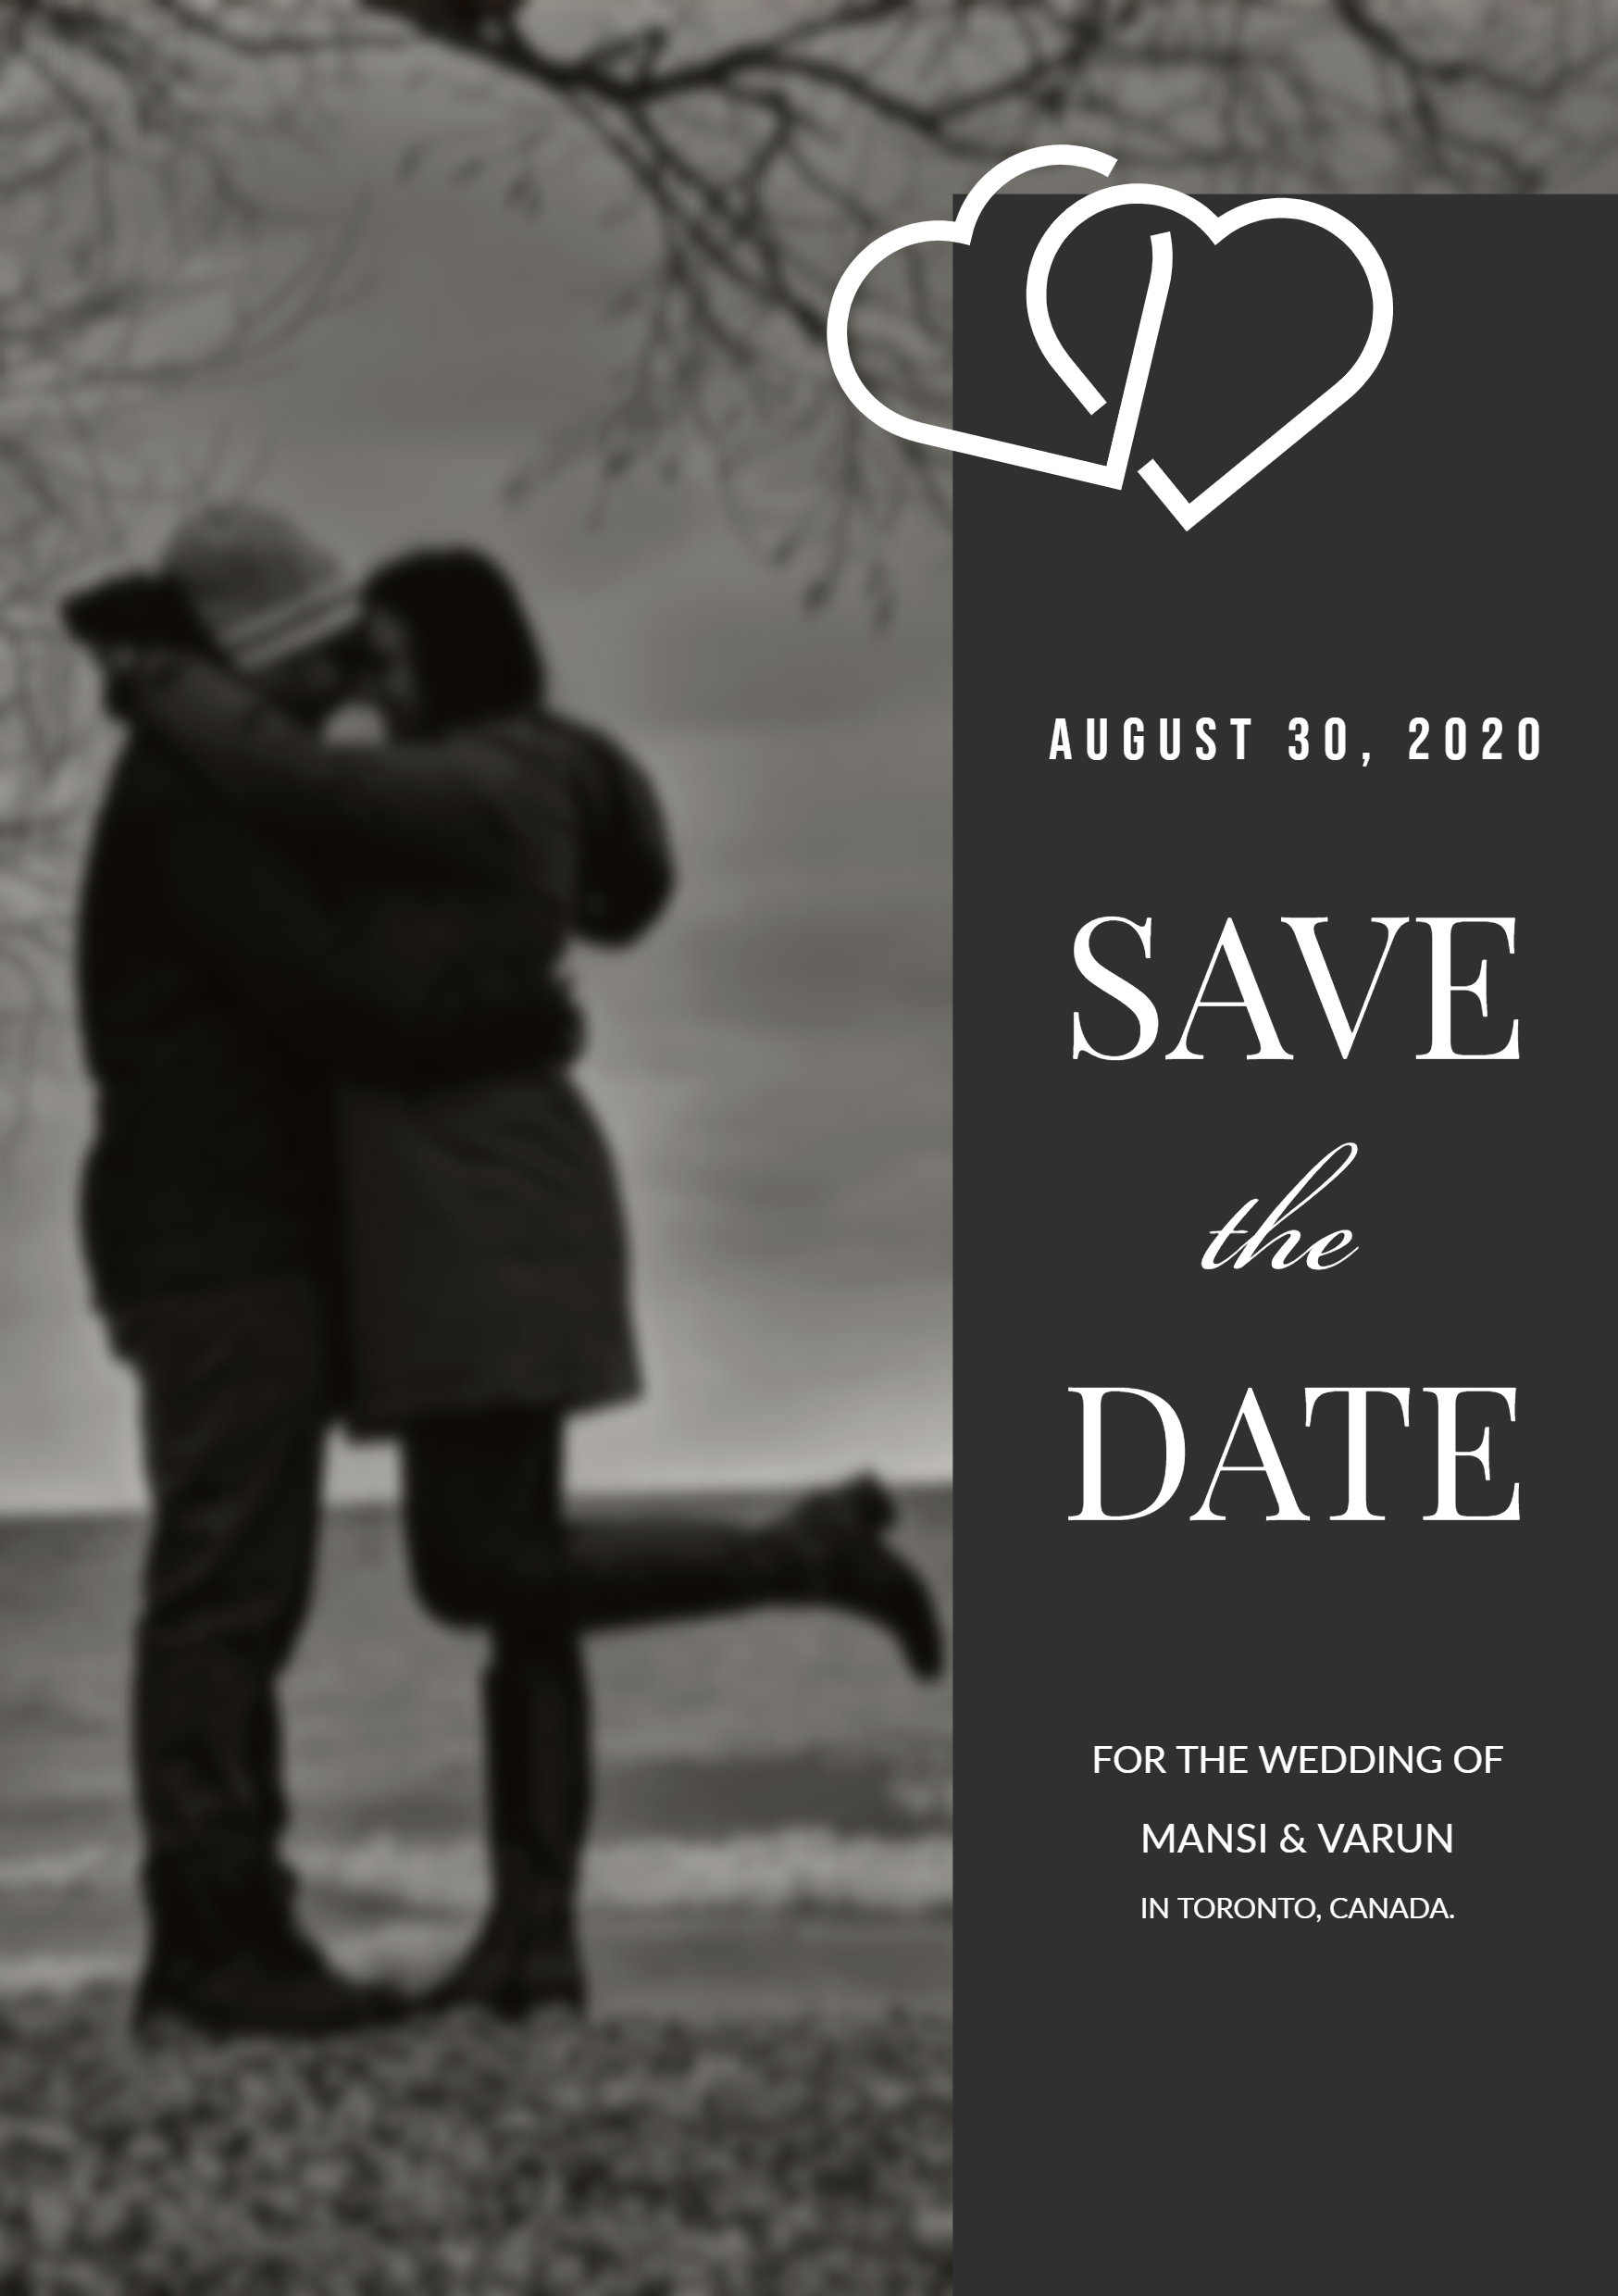 AUGUST 30, 2020
SAVE
the
DATE
FOR THE WEDDING OF
MANSI & VARUN
IN TORONTO, CANADA.